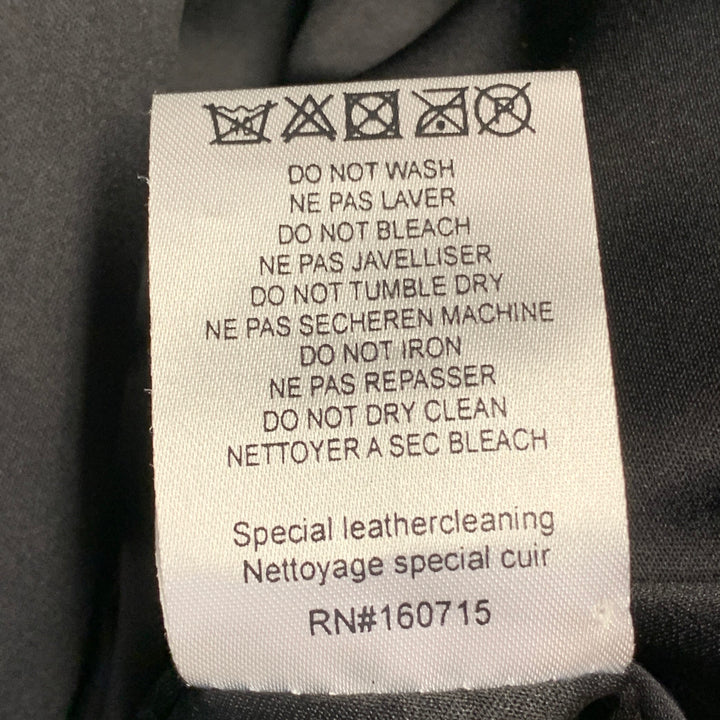 DO NOT WASH
NE PAS LAVER
DO NOT BLEACH
NE PAS JAVELLISER
DO NOT TUMBLE DRY
NE PAS SECHEREN MACHINE
DO NOT IRON
NE PAS REPASSER
DO NOT DRY CLEAN
NETTOYER A SEC BLEACH
Special leathercleaning
Nettoyage special cuir
RN#160715